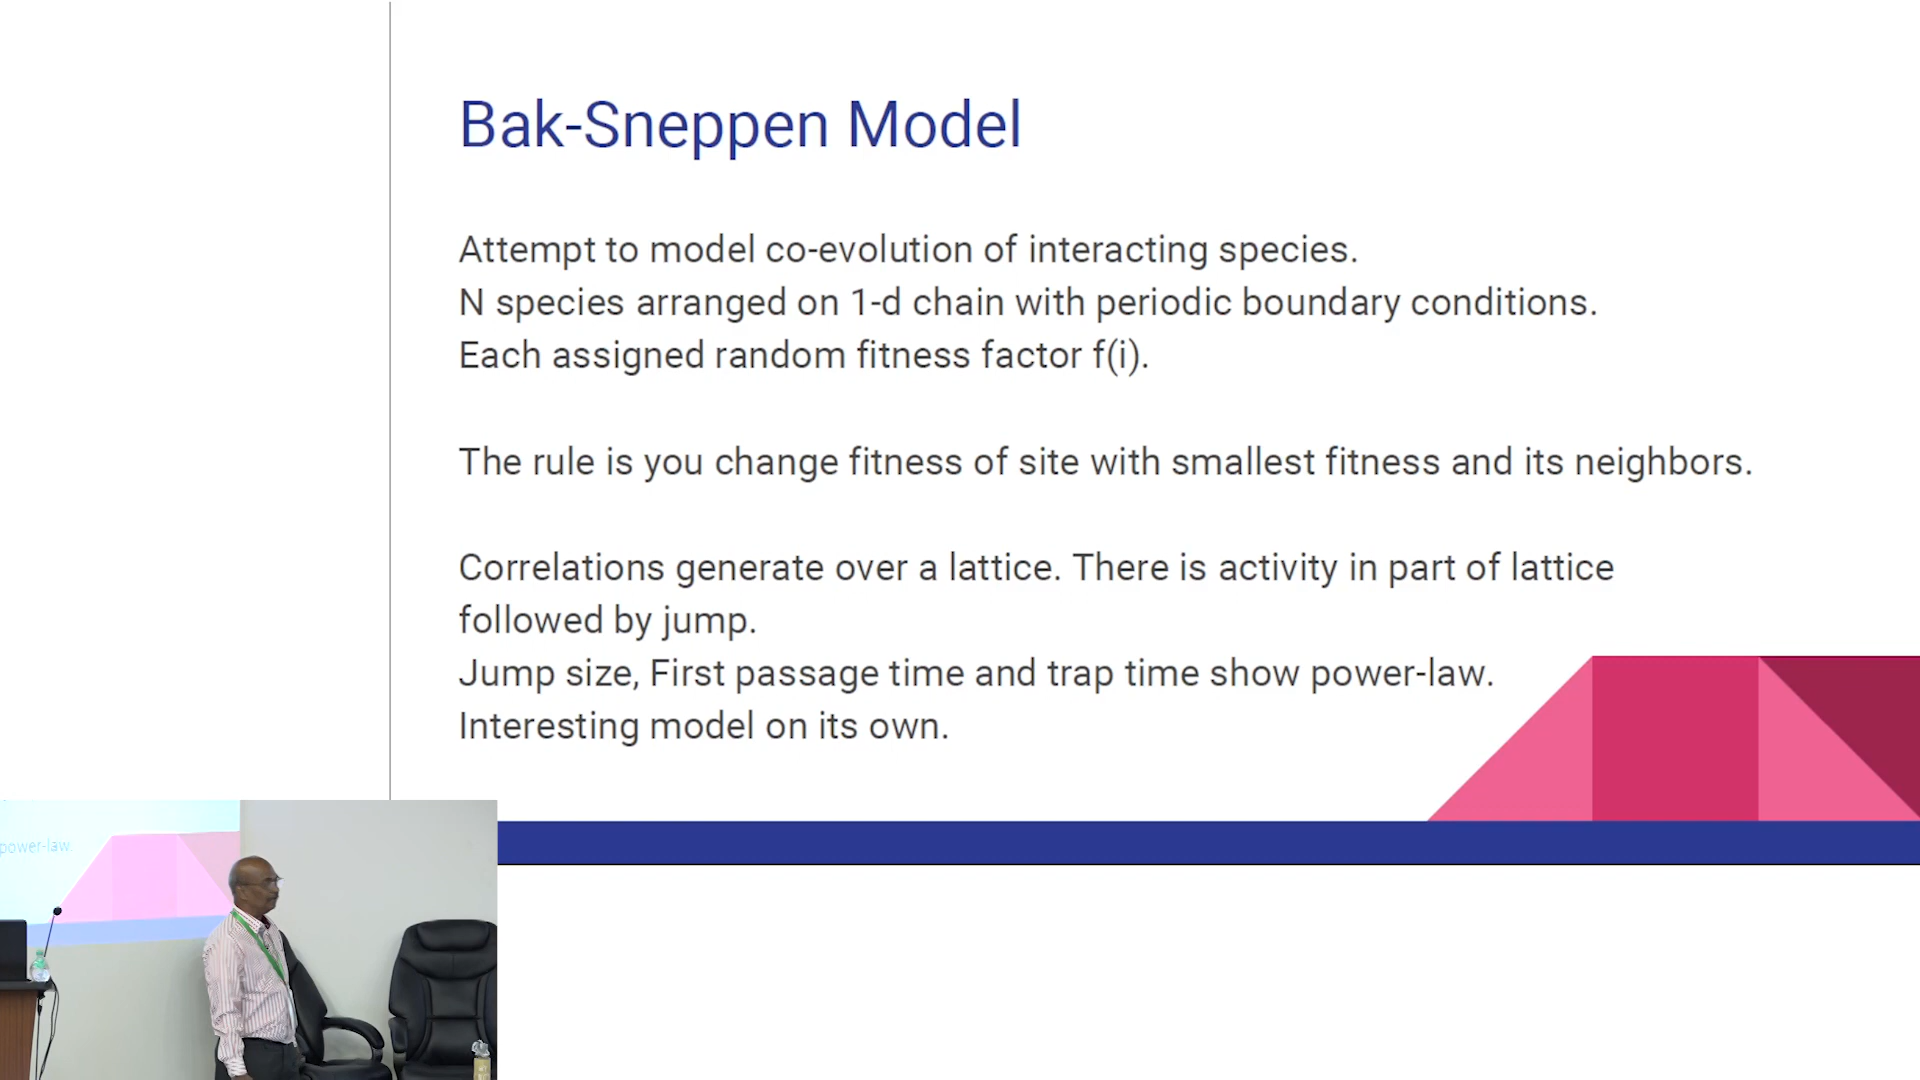 Bak-Sneppen Model
Attempt to model co-evolution of interacting species.
N species arranged on 1-d chain with periodic boundary conditions.
Each assigned random fitness factor f(i).
The rule is you change fitness of site with smallest fitness and its neighbors.
Correlations generate over a lattice. There is activity in part of lattice
followed by jump.
Jump size, First passage time and trap time show power-law.
Interesting model on its own.
power-law.